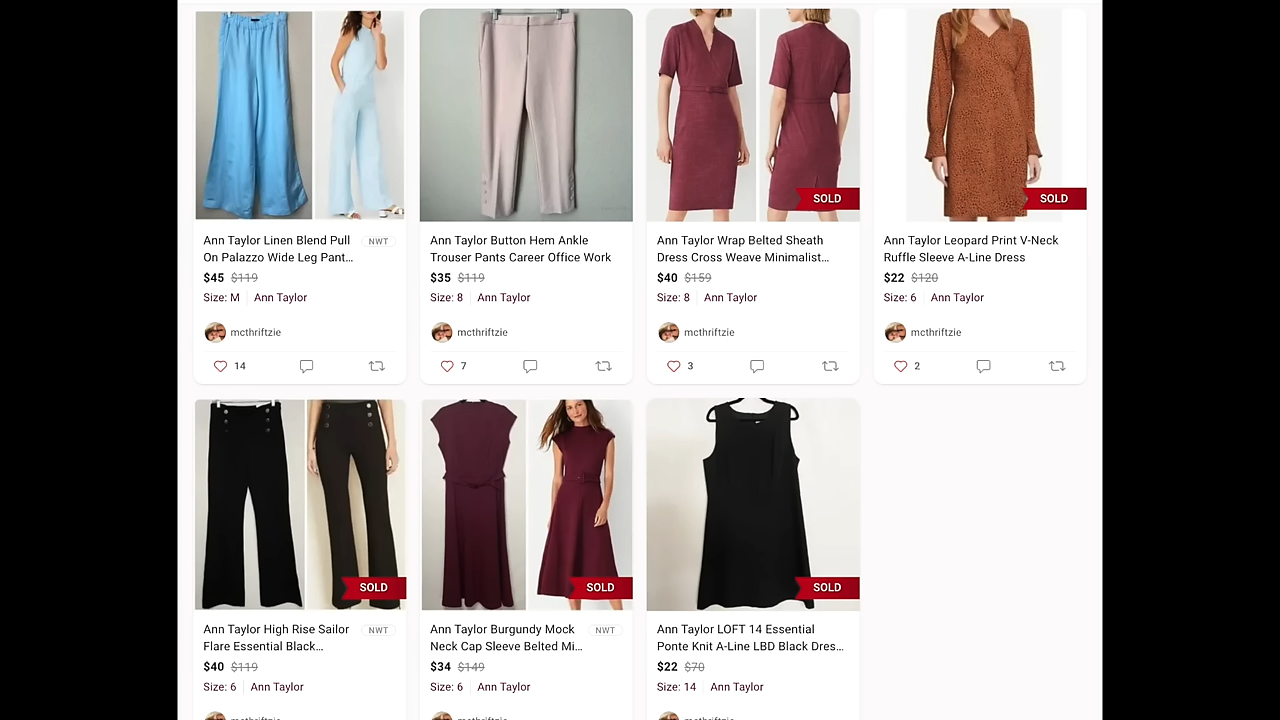 SOLD
SOLD
Ann Taylor Linen Blend Pull
On Palazzo Wide Leg Pant…
NWT
$45 $119
Size: M Ann Taylor
mcthriftzie
14
Ann Taylor Button Hem Ankle
Trouser Pants Career Office Work
$35 $119
Size: 8 Ann Taylor
mcthriftzie
7
Ann Taylor Wrap Belted Sheath
Dress Cross Weave Minimalist…
$40 $159
Size: 8 Ann Taylor
mcthriftzie
3
Ann Taylor Leopard Print V-Neck
Ruffle Sleeve A-Line Dress
$22 $120
Size: 6 Ann Taylor
mcthriftzie
2
SOLD
SOLD
SOLD
Ann Taylor High Rise Sailor
Flare Essential Black…
NWT
$40 $119
Size: 6 Ann Taylor
mcthriftzie
Ann Taylor Burgundy Mock
Neck Cap Sleeve Belted Mi…
NWT
$34 $149
Size: 6 Ann Taylor
mcthriftzie
Ann Taylor LOFT 14 Essential
Ponte Knit A-Line LBD Black Dres…
$22 $70
Size: 14 Ann Taylor
mcthriftzie